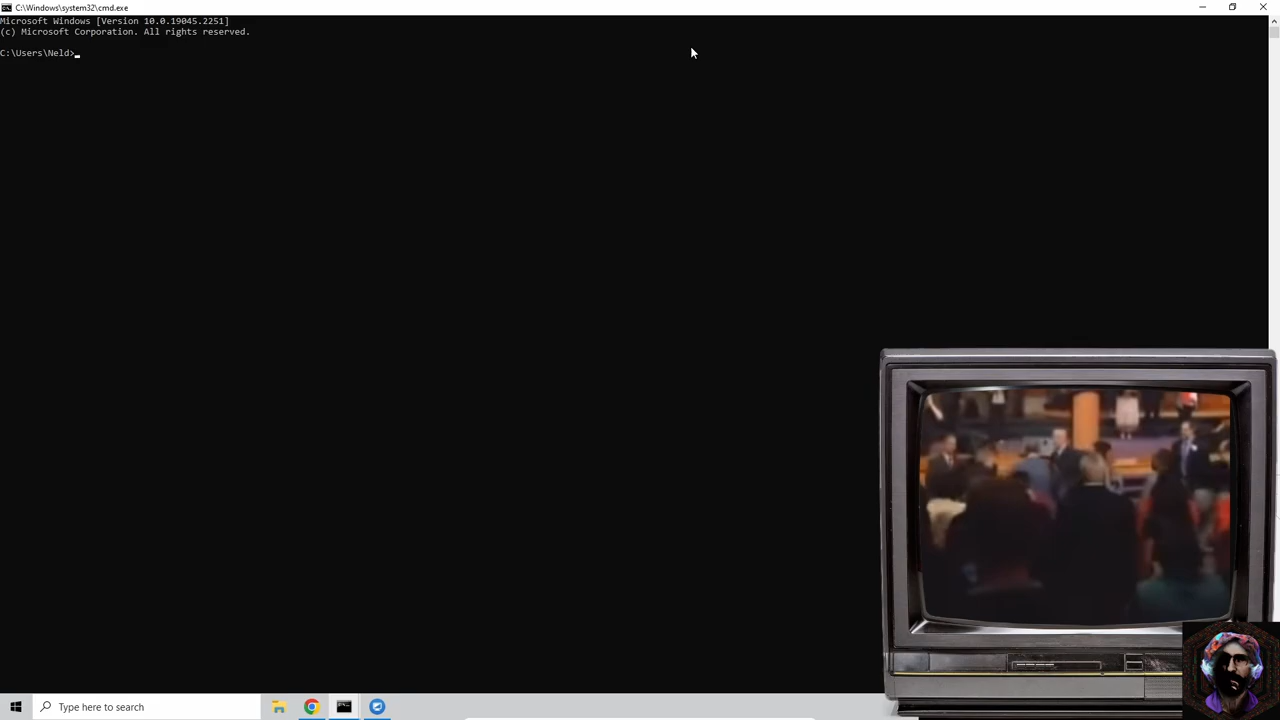 C:\Windows\system32\cmd.exe
Microsoft Windows [Version 10.0.19045.2251]
(c) Microsoft Corporation. All rights reserved.
C:\Users\Neld>
Type here to search